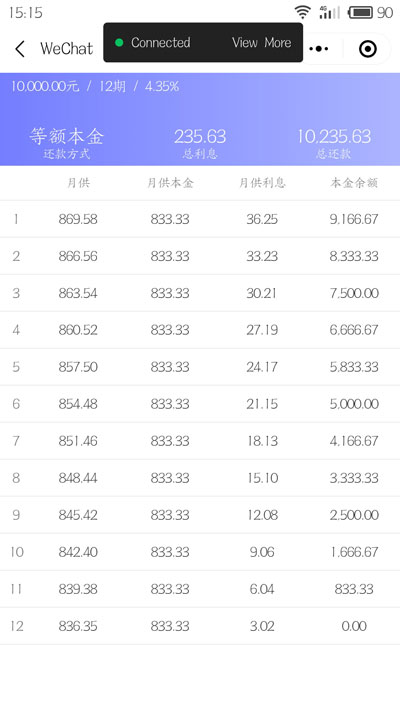 15:15 4G 90
WeChat Connected View More
10,000.00元 / 12期 / 4.35%
等额本金 235.63 10,235.63
还款方式 总利息 总还款
月供 月供本金 月供利息 本金余额
1 869.58 833.33 36.25 9,166.67
2 866.56 833.33 33.23 8,333.33
3 863.54 833.33 30.21 7,500.00
4 860.52 833.33 27.19 6,666.67
5 857.50 833.33 24.17 5,833.33
6 854.48 833.33 21.15 5,000.00
7 851.46 833.33 18.13 4,166.67
8 848.44 833.33 15.10 3,333.33
9 845.42 833.33 12.08 2,500.00
10 842.40 833.33 9.06 1,666.67
11 839.38 833.33 6.04 833.33
12 836.35 833.33 3.02 0.00